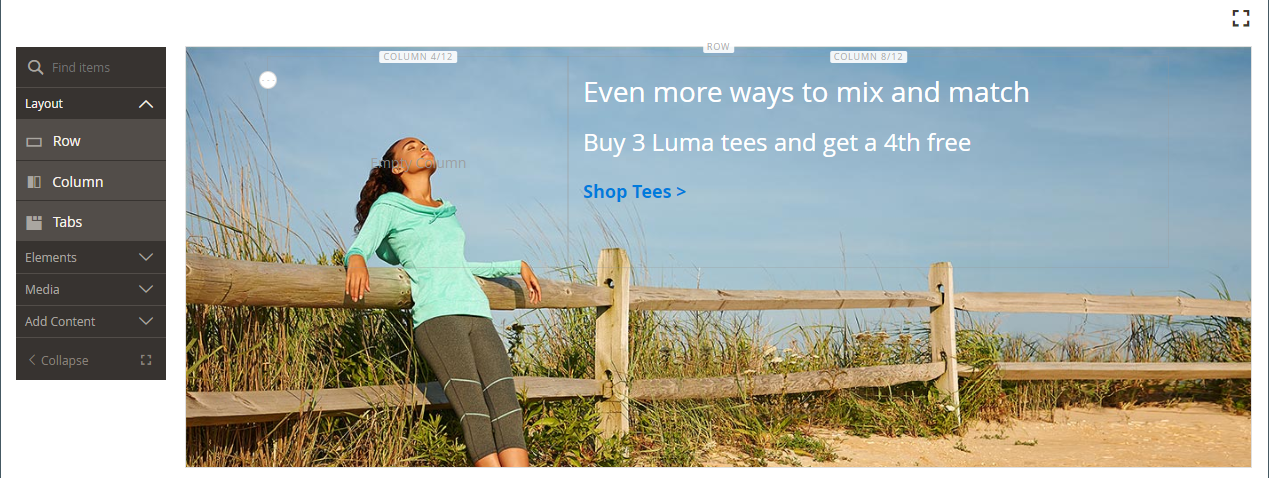 Find items
Layout
Row
Column
Tabs
Elements
Media
Add Content
Collapse
ROW
COLUMN 4/12
COLUMN 8/12
Empty Column
Even more ways to mix and match
Buy 3 Luma tees and get a 4th free
Shop Tees >